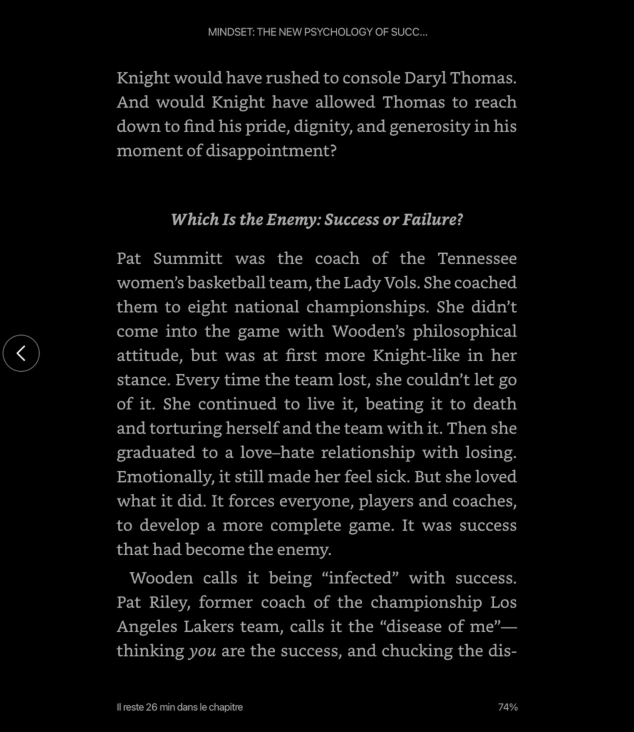 MINDSET: THE NEW PSYCHOLOGY OF SUCC...
Knight would have rushed to console Daryl Thomas.
And would Knight have allowed Thomas to reach
down to find his pride, dignity, and generosity in his
moment of disappointment?
Which Is the Enemy: Success or Failure?
Pat Summitt was the coach of the Tennessee
women’s basketball team, the Lady Vols. She coached
them to eight national championships. She didn’t
come into the game with Wooden’s philosophical
attitude, but was at first more Knight-like in her
stance. Every time the team lost, she couldn’t let go
of it. She continued to live it, beating it to death
and torturing herself and the team with it. Then she
graduated to a love–hate relationship with losing.
Emotionally, it still made her feel sick. But she loved
what it did. It forces everyone, players and coaches,
to develop a more complete game. It was success
that had become the enemy.
Wooden calls it being “infected” with success.
Pat Riley, former coach of the championship Los
Angeles Lakers team, calls it the “disease of me”—
thinking you are the success, and chucking the dis-
Il reste 26 min dans le chapitre
74%